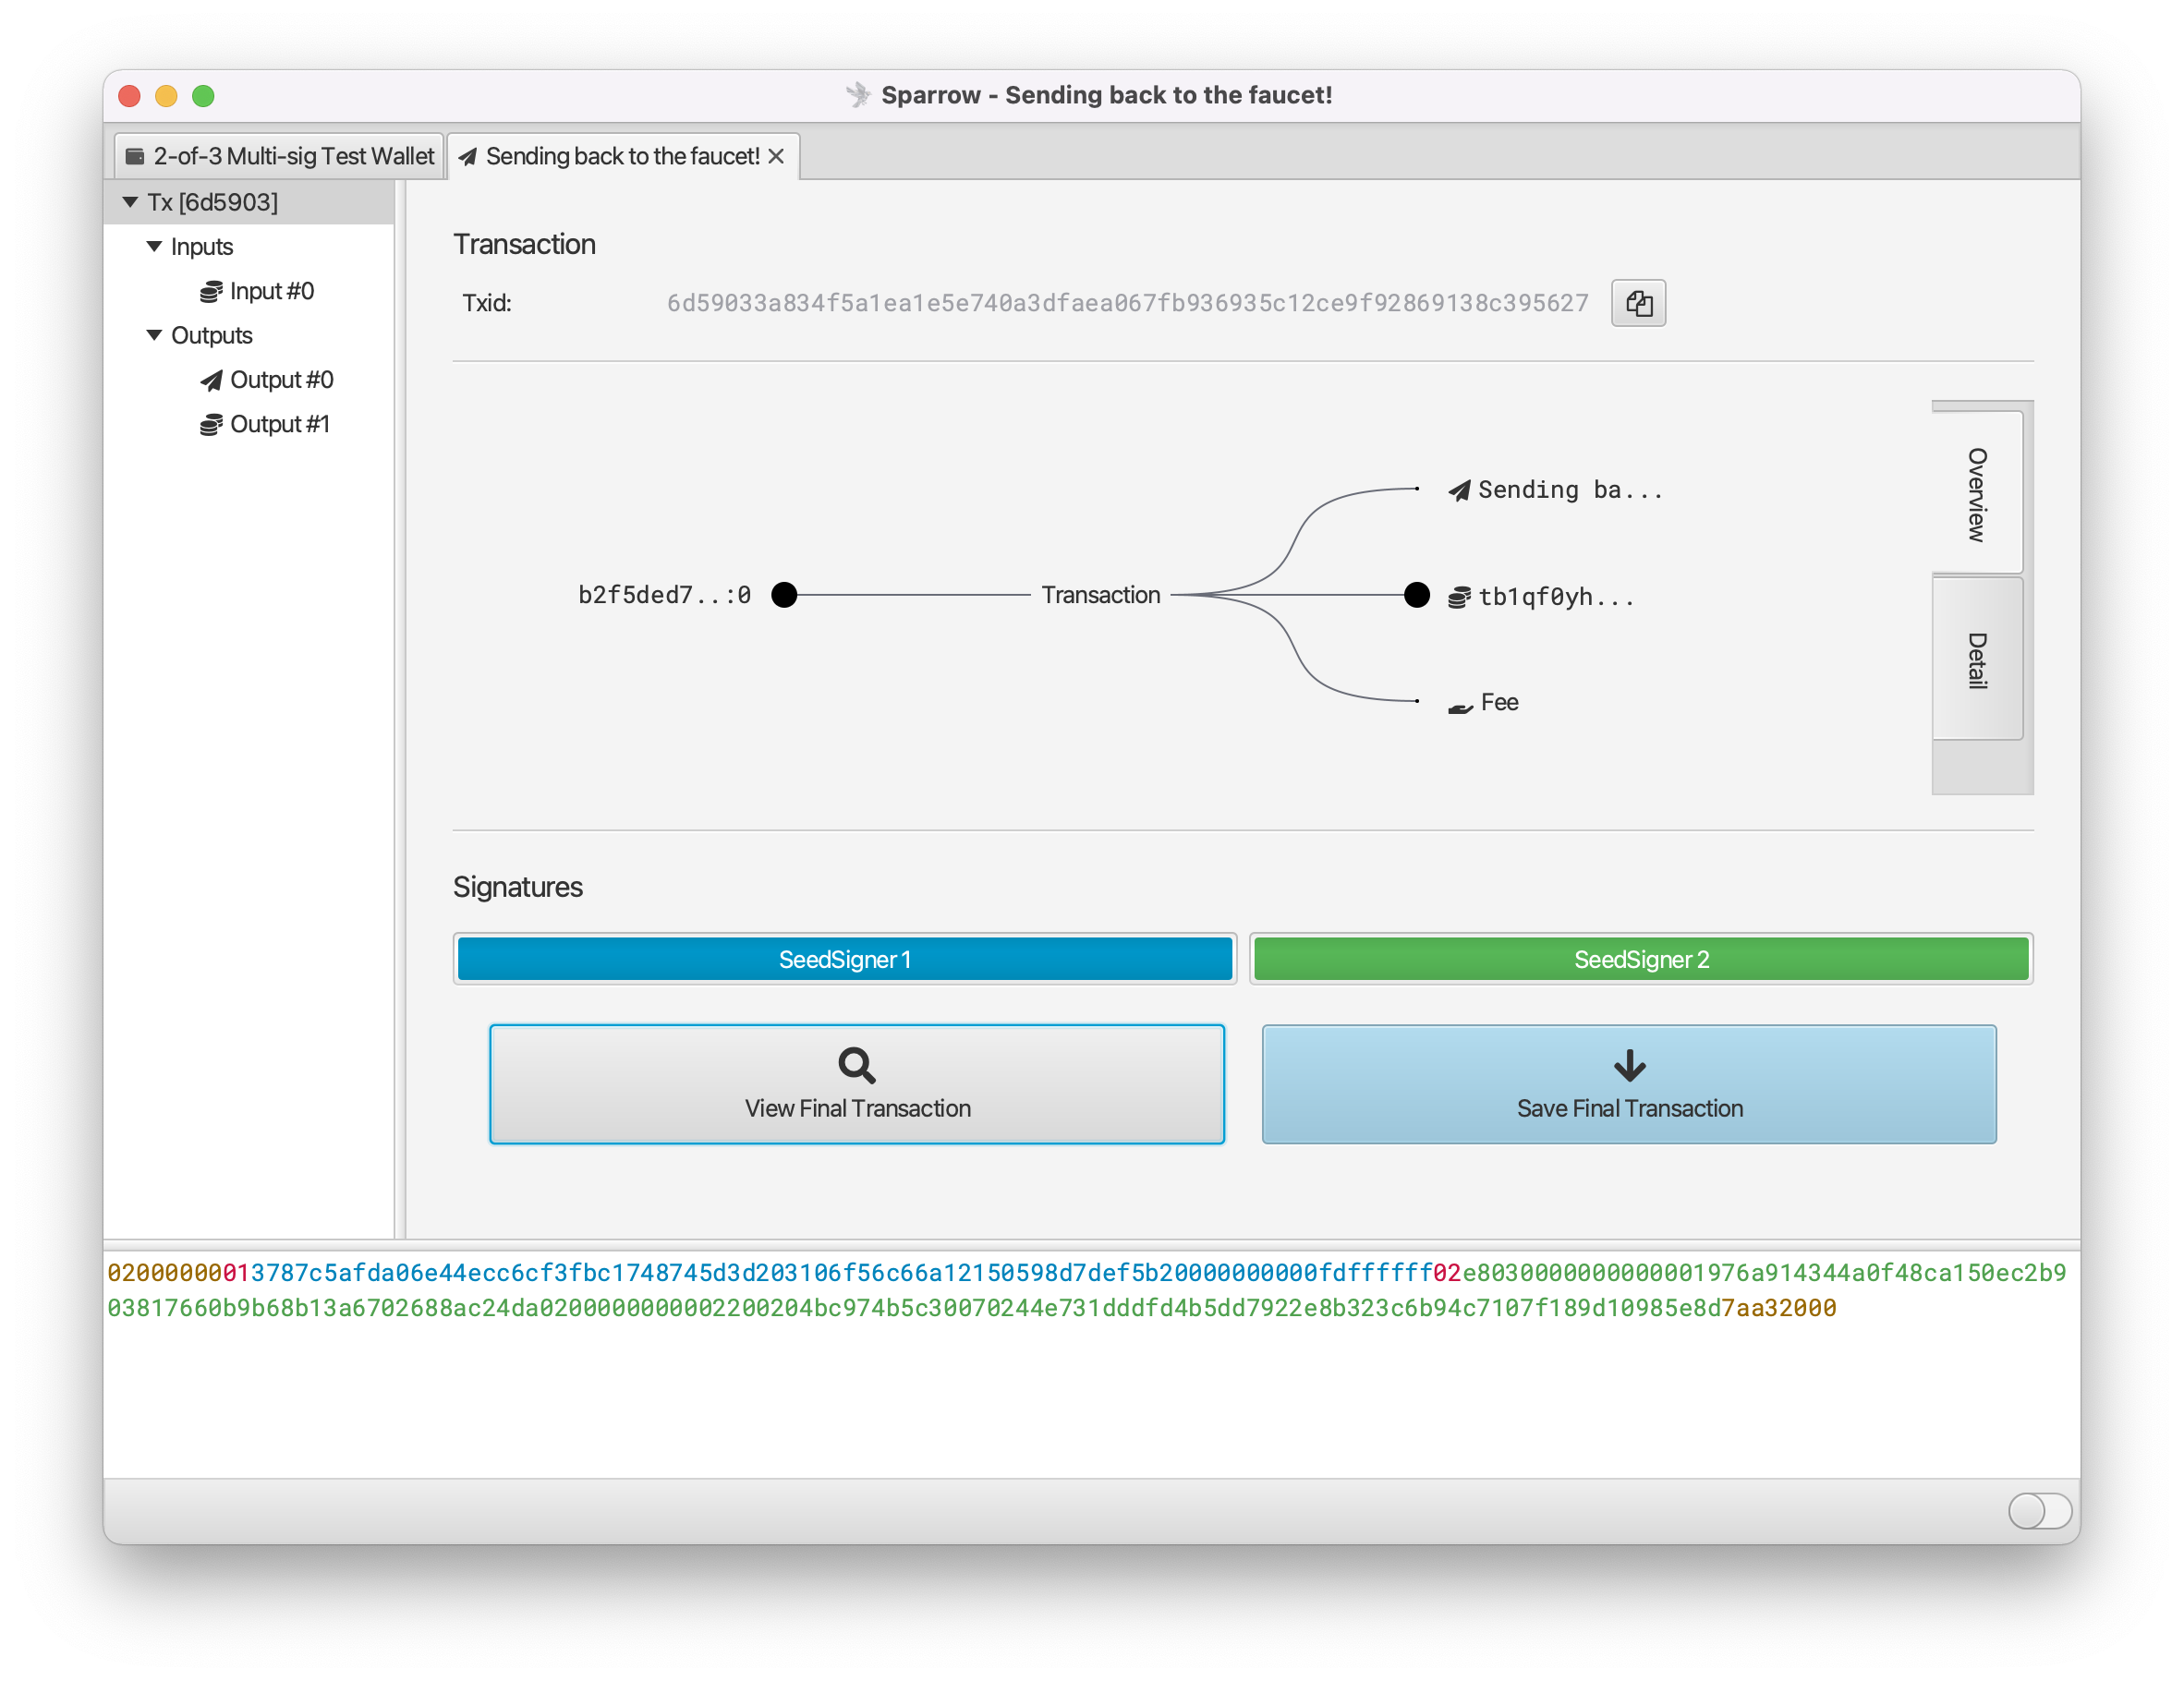 Sparrow - Sending back to the faucet!
2-of-3 Multi-sig Test Wallet
Sending back to the faucet!
Tx [6d5903]
Inputs
Input #0
Outputs
Output #0
Output #1
Transaction
Txid: 6d59033a834f5a1ea1e5e740a3dfaea067fb936935c12ce9f92869138c395627
b2f5ded7..:0
Transaction
Sending ba...
tb1qf0yh...
Fee
Overview
Detail
Signatures
SeedSigner 1
SeedSigner 2
View Final Transaction
Save Final Transaction
02000000013787c5afda06e44ecc6cf3fbc1748745d3d203106f56c66a12150598d7def5b20000000000fdffffff02e8030000000000001976a914344a0f48ca150ec2b9
03817660b9b68b13a6702688ac24da0200000000002200204bc974b5c30070244e731dddfd4b5dd7922e8b323c6b94c7107f189d10985e8d7aa32000